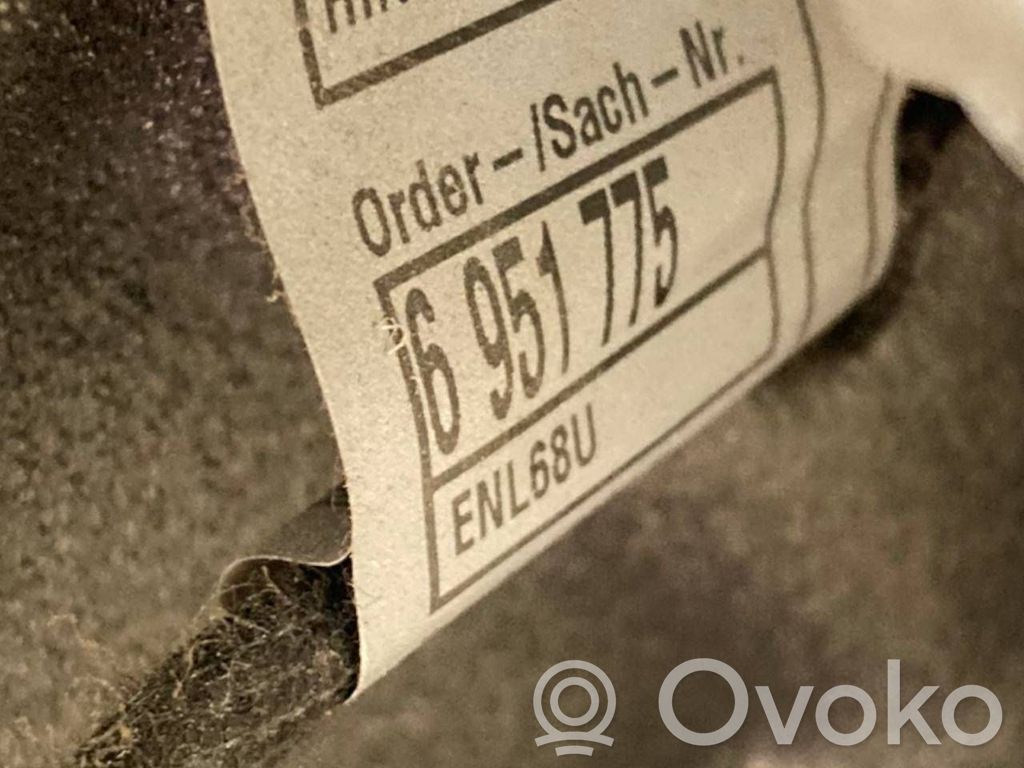 Order-/Sach-Nr.
6 951 775
ENL68U
Ovoko